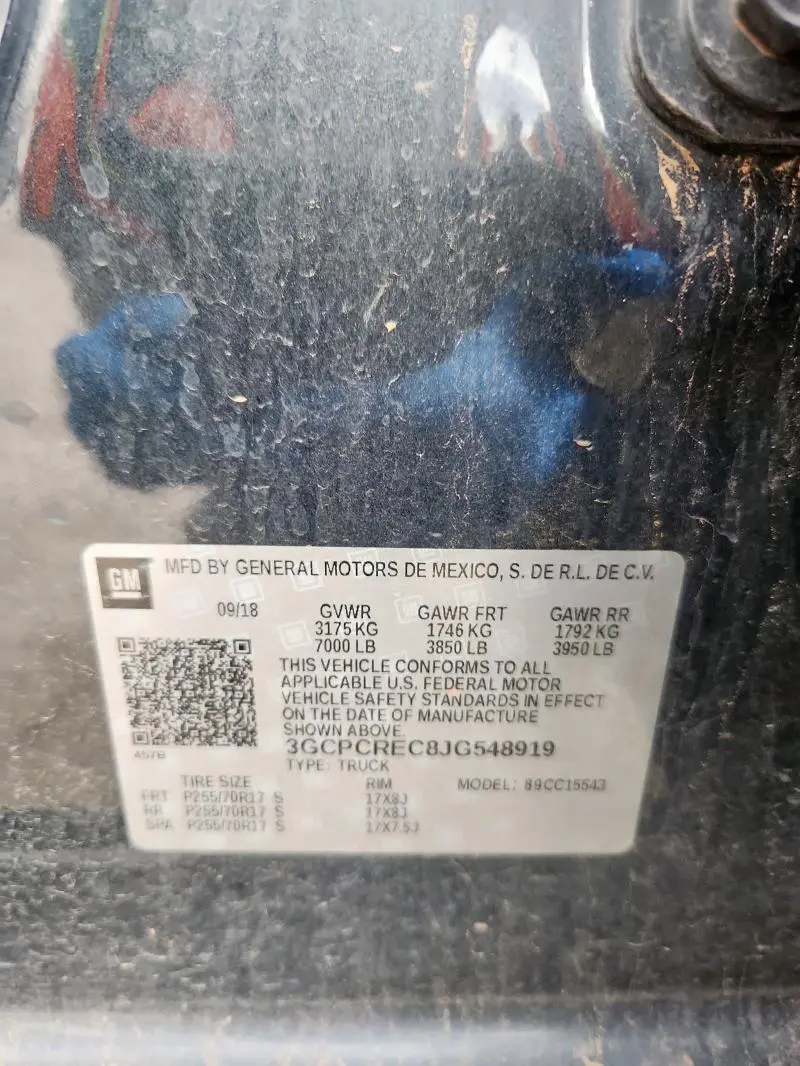 GM
MFD BY GENERAL MOTORS DE MEXICO, S. DE R.L. DE C.V.
09/18 GVWR GAWR FRT GAWR RR
3175 KG 1746 KG 1792 KG
7000 LB 3850 LB 3950 LB
THIS VEHICLE CONFORMS TO ALL
APPLICABLE U.S. FEDERAL MOTOR
VEHICLE SAFETY STANDARDS IN EFFECT
ON THE DATE OF MANUFACTURE
SHOWN ABOVE.
3GCPCREC8JG548919
457B
TYPE: TRUCK
TIRE SIZE RIM MODEL: 89CC15543
FRT P255/70R17 S 17X8J
RR P255/70R17 S 17X8J
SPA P255/70R17 S 17X7.5J